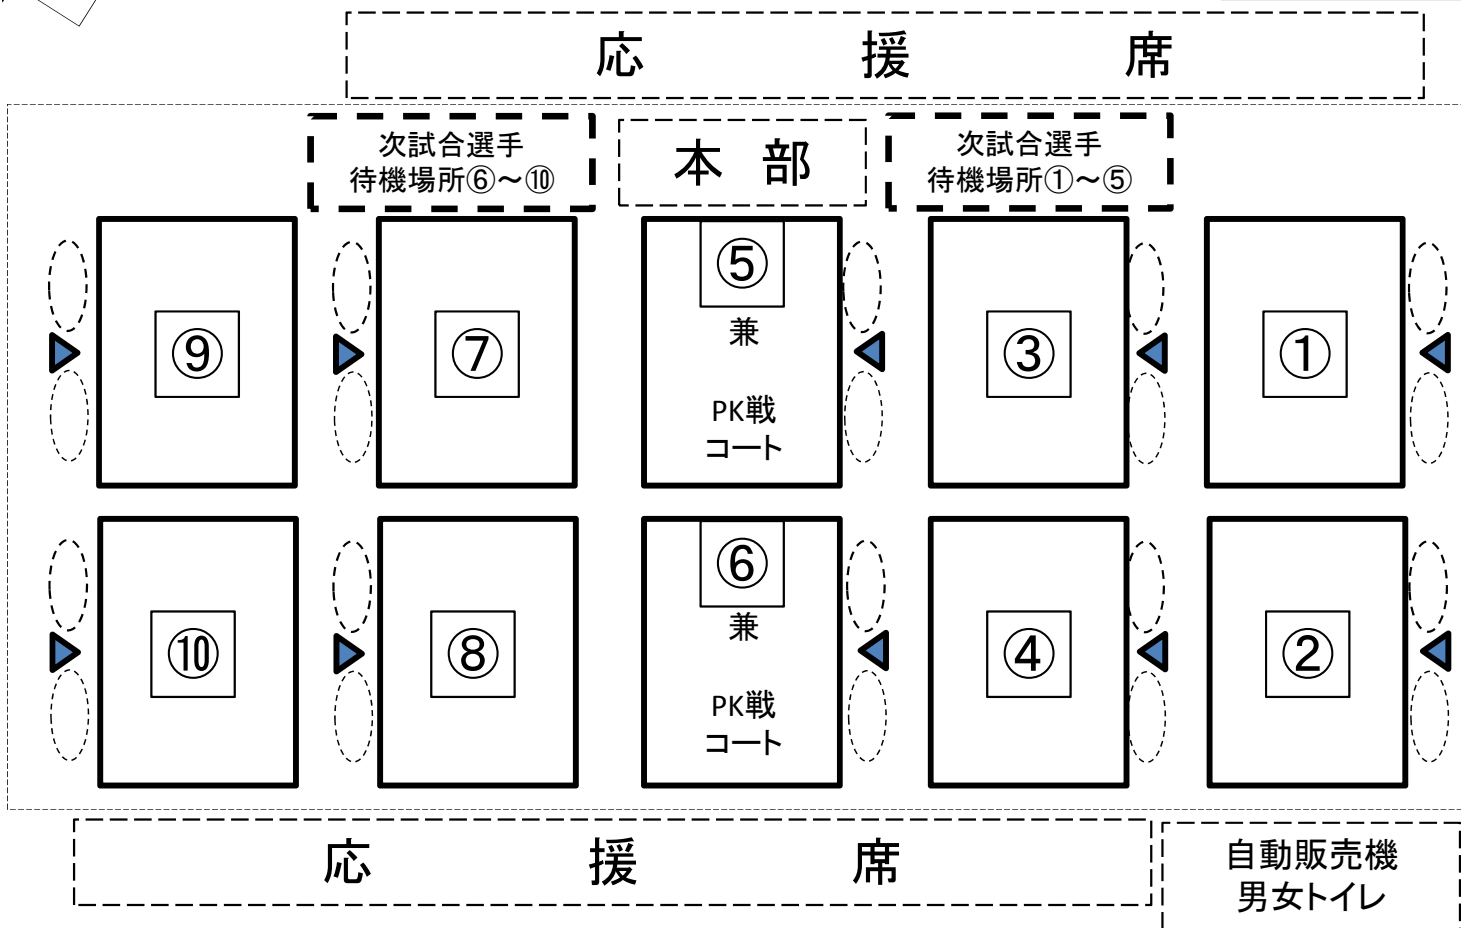 応 援 席
次試合選手
待機場所⑥～⑩
本 部
次試合選手
待機場所①～⑤
⑨
⑦
⑤
兼
PK戦
コート
③
①
⑩
⑧
⑥
兼
PK戦
コート
④
②
応 援 席
自動販売機
男女トイレ